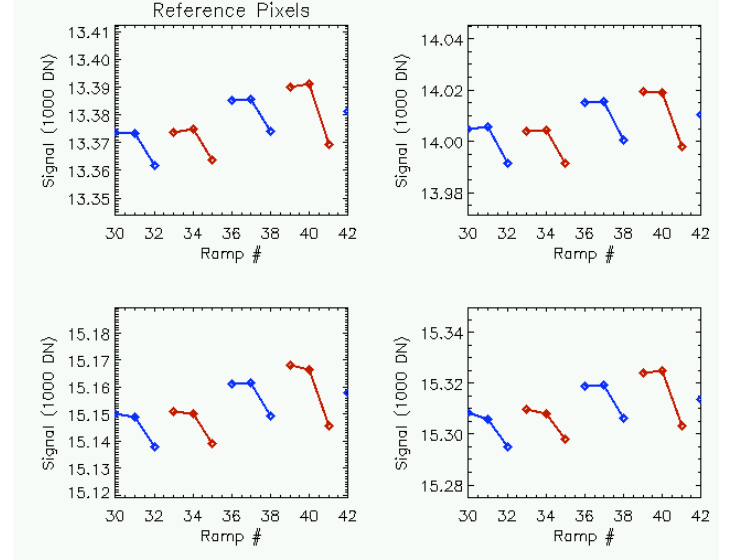 Reference Pixels
13.41
13.40
13.39
13.38
13.37
13.36
13.35
Signal (1000 DN)
30 32 34 36 38 40 42
Ramp #
14.04
14.02
14.00
13.98
Signal (1000 DN)
30 32 34 36 38 40 42
Ramp #
15.18
15.17
15.16
15.15
15.14
15.13
15.12
Signal (1000 DN)
30 32 34 36 38 40 42
Ramp #
15.34
15.32
15.30
15.28
Signal (1000 DN)
30 32 34 36 38 40 42
Ramp #